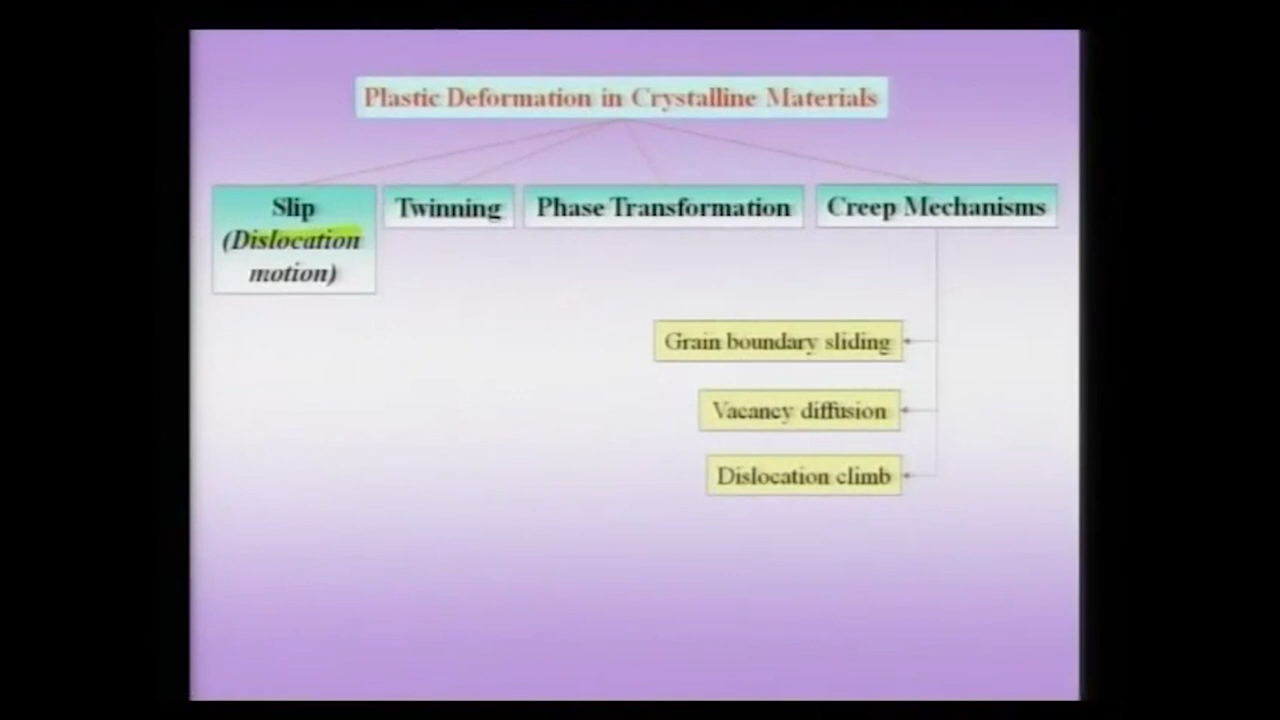 Plastic Deformation in Crystalline Materials
Slip
(Dislocation
motion)
Twinning
Phase Transformation
Creep Mechanisms
Grain boundary sliding
Vacancy diffusion
Dislocation climb